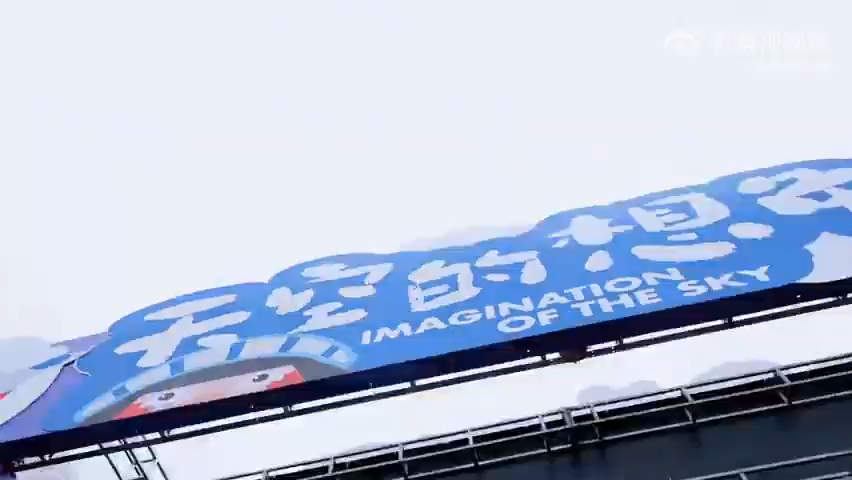 天空的想
IMAGINATION
OF THE SKY